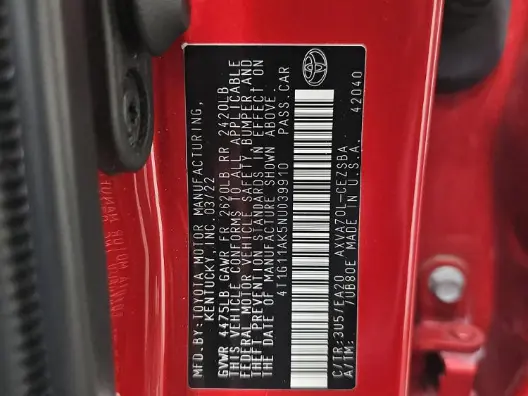 MFD.BY:TOYOTA MOTOR MANUFACTURING,
KENTUCKY, INC. 03/22
GVWR 4475LB GAWR FR 2620LB RR 2420LB
THIS VEHICLE CONFORMS TO ALL APPLICABLE
FEDERAL MOTOR VEHICLE SAFETY, BUMPER, AND
THEFT PREVENTION STANDARDS IN EFFECT ON
THE DATE OF MANUFACTURE SHOWN ABOVE.
4T1G11AK5NU039910 PASS.CAR
C/TR:3U5/EA20 AXVA70L-CEZSBA
A/TM: /UB80E MADE IN U.S.A.
42040